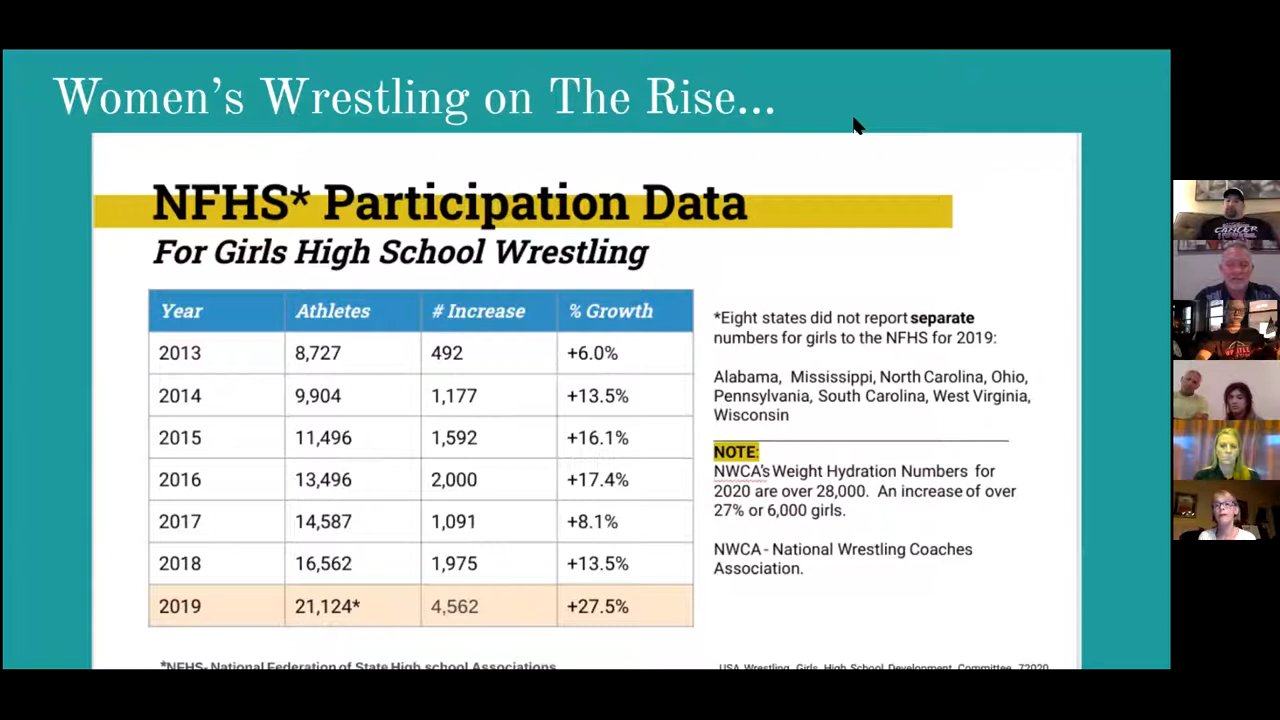 Women's Wrestling on The Rise...
NFHS* Participation Data
For Girls High School Wrestling
Year Athletes # Increase % Growth
2013 8,727 492 +6.0%
2014 9,904 1,177 +13.5%
2015 11,496 1,592 +16.1%
2016 13,496 2,000 +17.4%
2017 14,587 1,091 +8.1%
2018 16,562 1,975 +13.5%
2019 21,124* 4,562 +27.5%
*Eight states did not report separate
numbers for girls to the NFHS for 2019:
Alabama, Mississippi, North Carolina, Ohio,
Pennsylvania, South Carolina, West Virginia,
Wisconsin
NOTE:
NWCA's Weight Hydration Numbers for
2020 are over 28,000. An increase of over
27% or 6,000 girls.
NWCA - National Wrestling Coaches
Association.
*NFHS- National Federation of State High school Associations
USA Wrestling, Girls High School Development Committee, 72020
CANCER